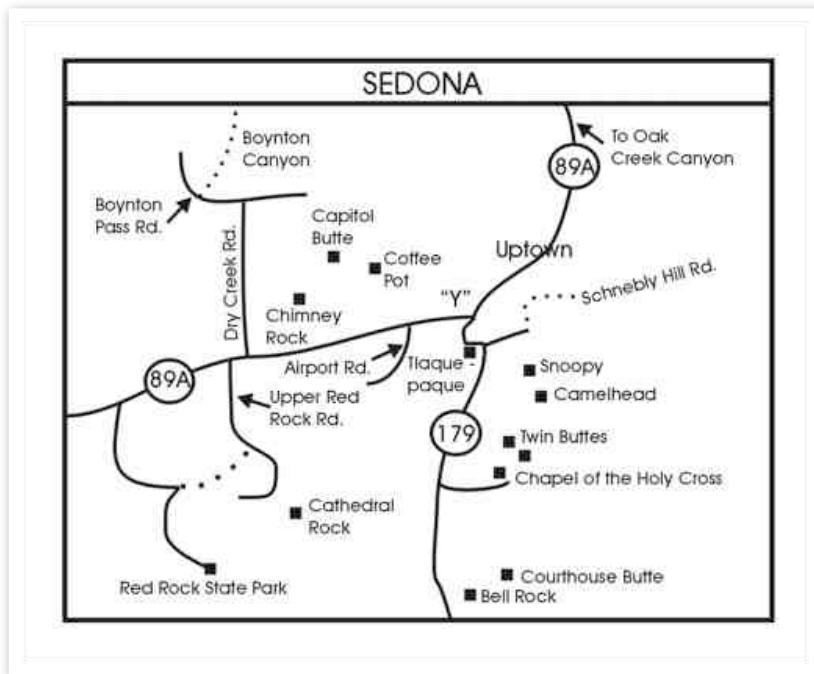 SEDONA
Boynton
Canyon
To Oak
Creek Canyon
89A
Boynton
Pass Rd.
Capitol
Butte
Uptown
Coffee
Pot
Dry Creek Rd.
Schnebly Hill Rd.
"Y"
Chimney
Rock
Airport Rd.
Tlaque -
paque
Snoopy
89A
Camelhead
Upper Red
Rock Rd.
179
Twin Buttes
Chapel of the Holy Cross
Cathedral
Rock
Courthouse Butte
Red Rock State Park
Bell Rock